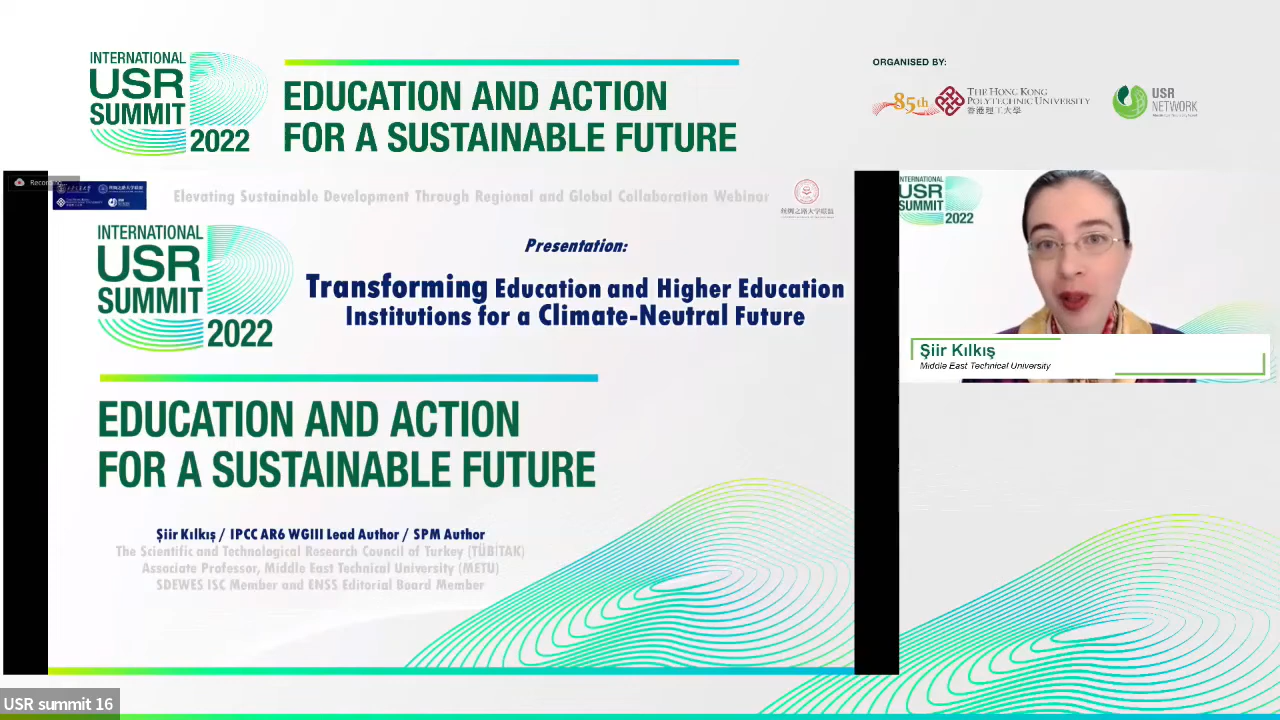 INTERNATIONAL
USR
SUMMIT
2022
EDUCATION AND ACTION
FOR A SUSTAINABLE FUTURE
ORGANISED BY:
85th
THE HONG KONG
POLYTECHNIC UNIVERSITY
香港理工大學
USR
NETWORK
Elevating Sustainable Development Through Regional and Global Collaboration Webinar
INTERNATIONAL
USR
SUMMIT
2022
Presentation:
Transforming Education and Higher Education
Institutions for a Climate-Neutral Future
EDUCATION AND ACTION
FOR A SUSTAINABLE FUTURE
Şiir Kılkış / IPCC AR6 WGIII Lead Author / SPM Author
The Scientific and Technological Research Council of Turkey (TÜBİTAK)
Associate Professor, Middle East Technical University (METU)
SDEWES ISC Member and ENSS Editorial Board Member
INTERNATIONAL
USR
SUMMIT
2022
Şiir Kılkış
Middle East Technical University
USR summit 16